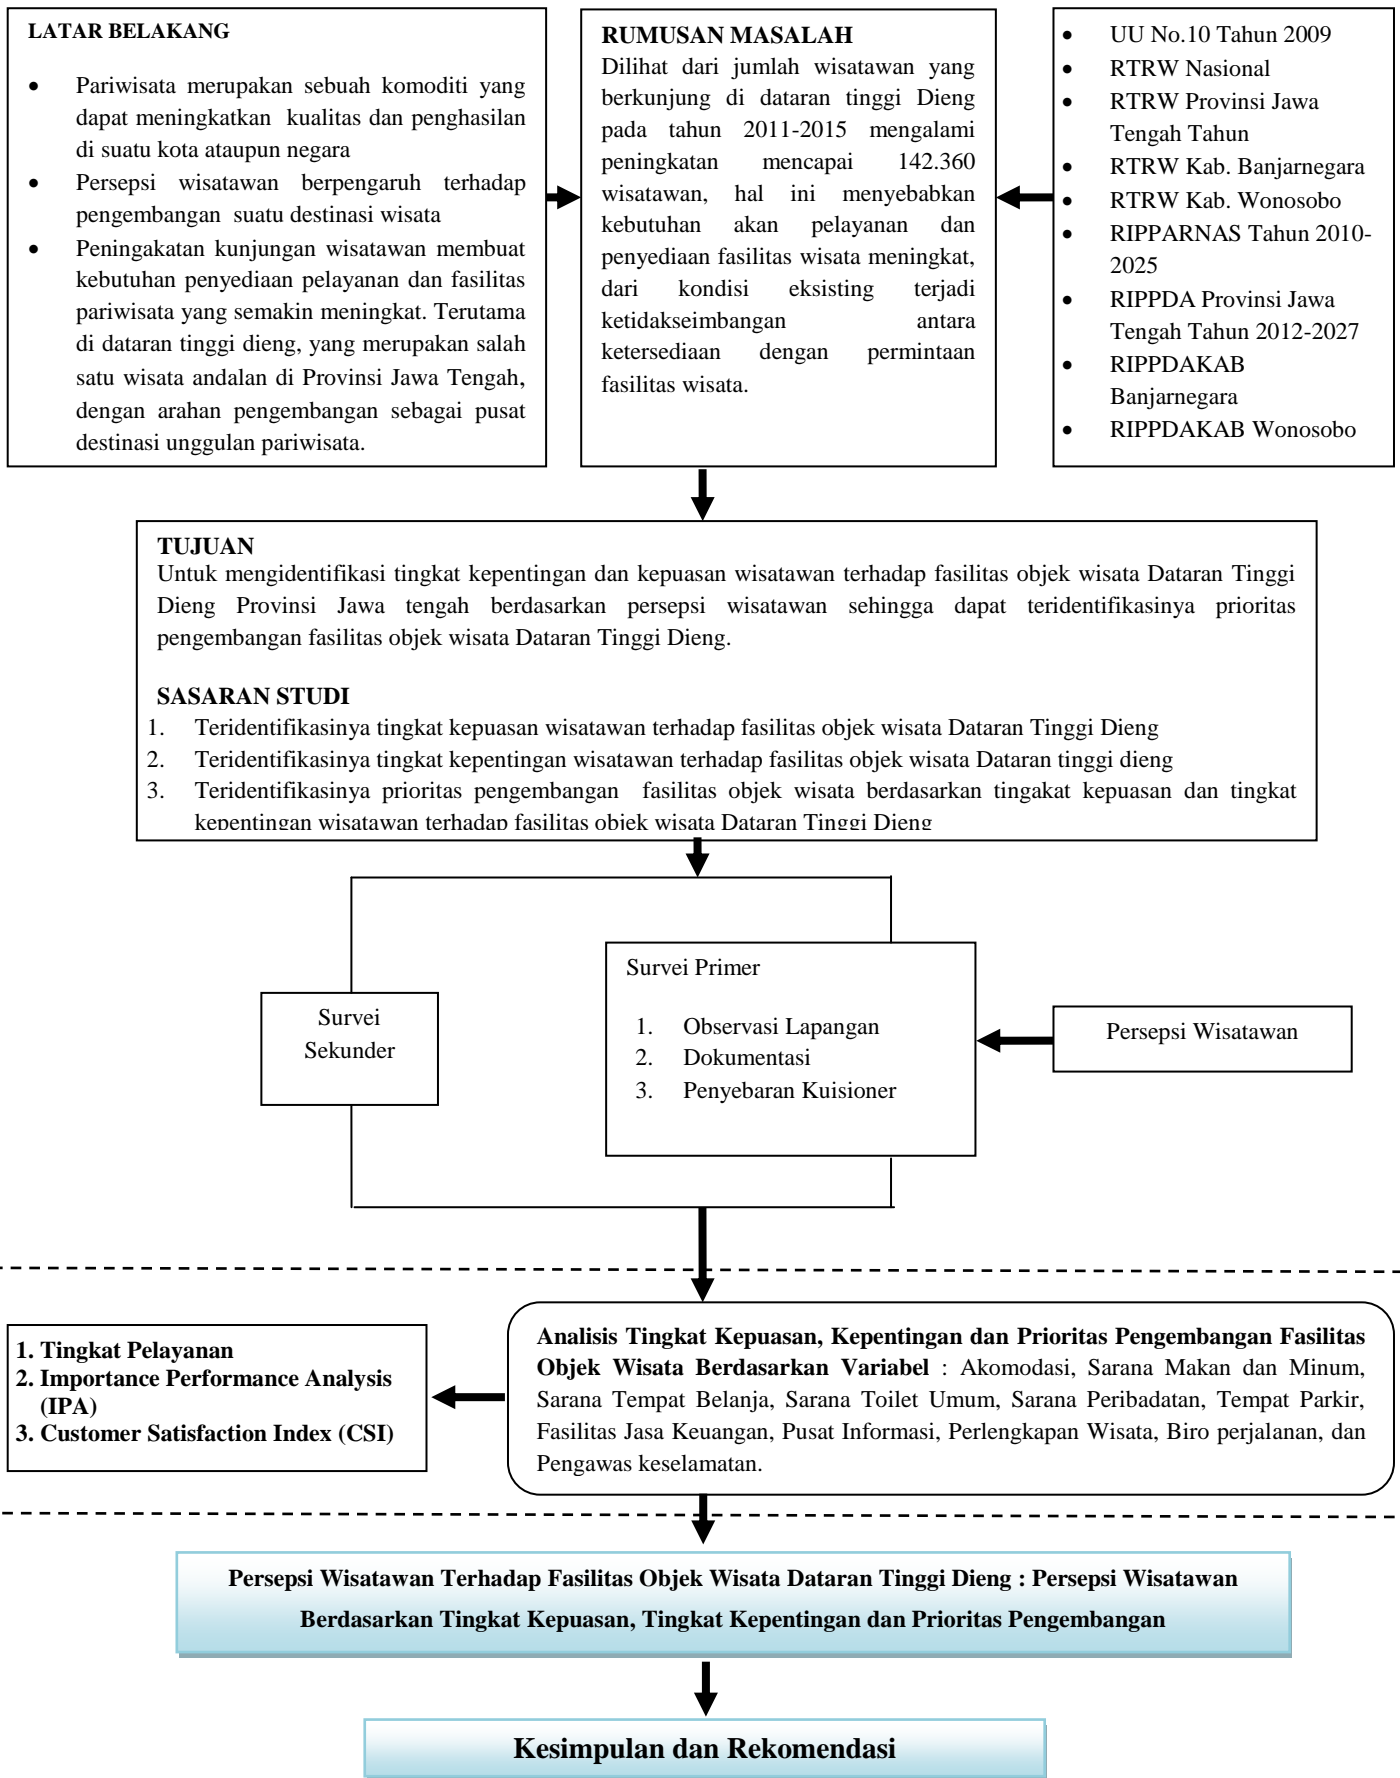 LATAR BELAKANG
• Pariwisata merupakan sebuah komoditi yang
dapat meningkatkan kualitas dan penghasilan
di suatu kota ataupun negara
• Persepsi wisatawan berpengaruh terhadap
pengembangan suatu destinasi wisata
• Peningakatan kunjungan wisatawan membuat
kebutuhan penyediaan pelayanan dan fasilitas
pariwisata yang semakin meningkat. Terutama
di dataran tinggi dieng, yang merupakan salah
satu wisata andalan di Provinsi Jawa Tengah,
dengan arahan pengembangan sebagai pusat
destinasi unggulan pariwisata.
RUMUSAN MASALAH
Dilihat dari jumlah wisatawan yang
berkunjung di dataran tinggi Dieng
pada tahun 2011-2015 mengalami
peningkatan mencapai 142.360
wisatawan, hal ini menyebabkan
kebutuhan akan pelayanan dan
penyediaan fasilitas wisata meningkat,
dari kondisi eksisting terjadi
ketidakseimbangan antara
ketersediaan dengan permintaan
fasilitas wisata.
• UU No.10 Tahun 2009
• RTRW Nasional
• RTRW Provinsi Jawa
Tengah Tahun
• RTRW Kab. Banjarnegara
• RTRW Kab. Wonosobo
• RIPPARNAS Tahun 2010-
2025
• RIPPDA Provinsi Jawa
Tengah Tahun 2012-2027
• RIPPDAKAB
Banjarnegara
• RIPPDAKAB Wonosobo
TUJUAN
Untuk mengidentifikasi tingkat kepentingan dan kepuasan wisatawan terhadap fasilitas objek wisata Dataran Tinggi
Dieng Provinsi Jawa tengah berdasarkan persepsi wisatawan sehingga dapat teridentifikasinya prioritas
pengembangan fasilitas objek wisata Dataran Tinggi Dieng.
SASARAN STUDI
1. Teridentifikasinya tingkat kepuasan wisatawan terhadap fasilitas objek wisata Dataran Tinggi Dieng
2. Teridentifikasinya tingkat kepentingan wisatawan terhadap fasilitas objek wisata Dataran tinggi dieng
3. Teridentifikasinya prioritas pengembangan fasilitas objek wisata berdasarkan tingakat kepuasan dan tingkat
kepentingan wisatawan terhadap fasilitas objek wisata Dataran Tinggi Dieng
Survei
Sekunder
Survei Primer
1. Observasi Lapangan
2. Dokumentasi
3. Penyebaran Kuisioner
Persepsi Wisatawan
1. Tingkat Pelayanan
2. Importance Performance Analysis
(IPA)
3. Customer Satisfaction Index (CSI)
Analisis Tingkat Kepuasan, Kepentingan dan Prioritas Pengembangan Fasilitas
Objek Wisata Berdasarkan Variabel : Akomodasi, Sarana Makan dan Minum,
Sarana Tempat Belanja, Sarana Toilet Umum, Sarana Peribadatan, Tempat Parkir,
Fasilitas Jasa Keuangan, Pusat Informasi, Perlengkapan Wisata, Biro perjalanan, dan
Pengawas keselamatan.
Persepsi Wisatawan Terhadap Fasilitas Objek Wisata Dataran Tinggi Dieng : Persepsi Wisatawan
Berdasarkan Tingkat Kepuasan, Tingkat Kepentingan dan Prioritas Pengembangan
Kesimpulan dan Rekomendasi